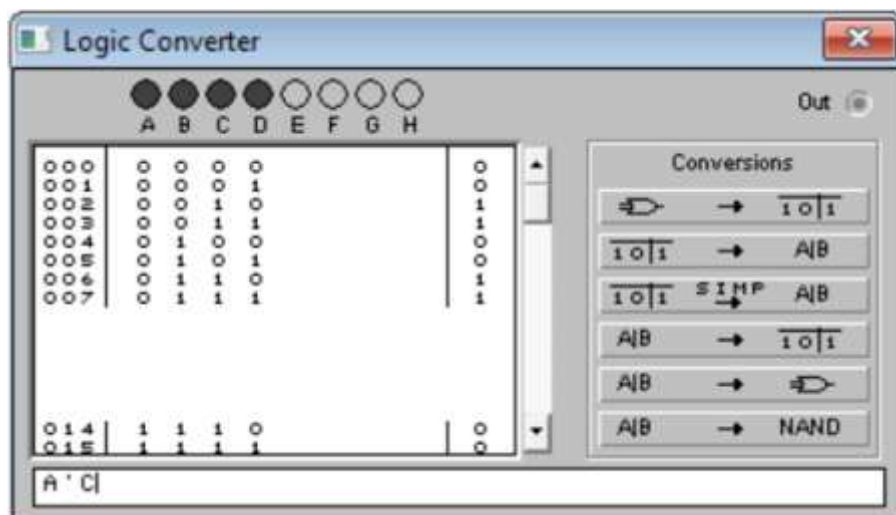 Logic Converter
A B C D E F G H
Out
000 0 0 0 0 0
001 0 0 0 1 0
002 0 0 1 0 1
003 0 0 1 1 1
004 0 1 0 0 0
005 0 1 0 1 0
006 0 1 1 0 1
007 0 1 1 1 1
014 1 1 1 0 0
015 1 1 1 1 0
Conversions
→ 1 0 1
1 0 1 → A|B
1 0 1 SIMP → A|B
A|B → 1 0 1
A|B →
A|B → NAND
A'C